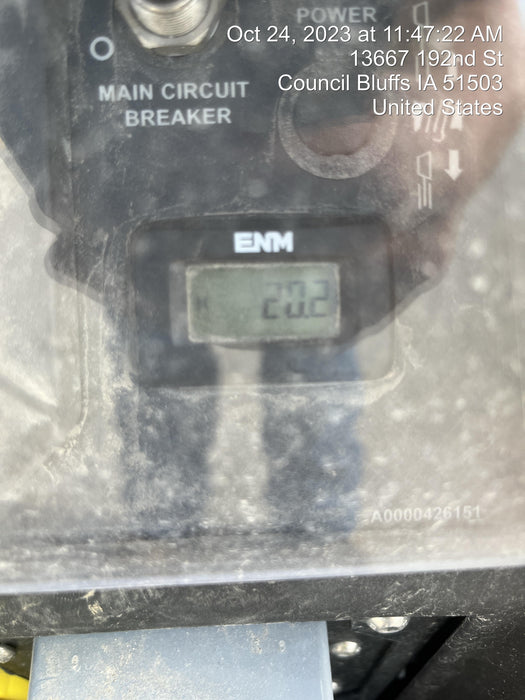 POWER
Oct 24, 2023 at 11:47:22 AM
13667 192nd St
Council Bluffs IA 51503
United States
MAIN CIRCUIT
BREAKER
ENM
H 20.2
A0000426151